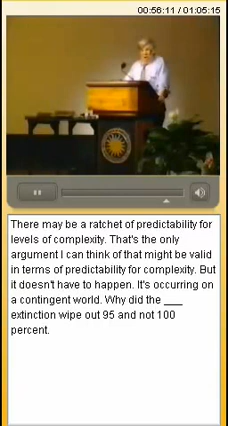 00:56:11 / 01:05:15
There may be a ratchet of predictability for
levels of complexity. That's the only
argument I can think of that might be valid
in terms of predictability for complexity. But
it doesn't have to happen. It's occurring on
a contingent world. Why did the ___
extinction wipe out 95 and not 100
percent.